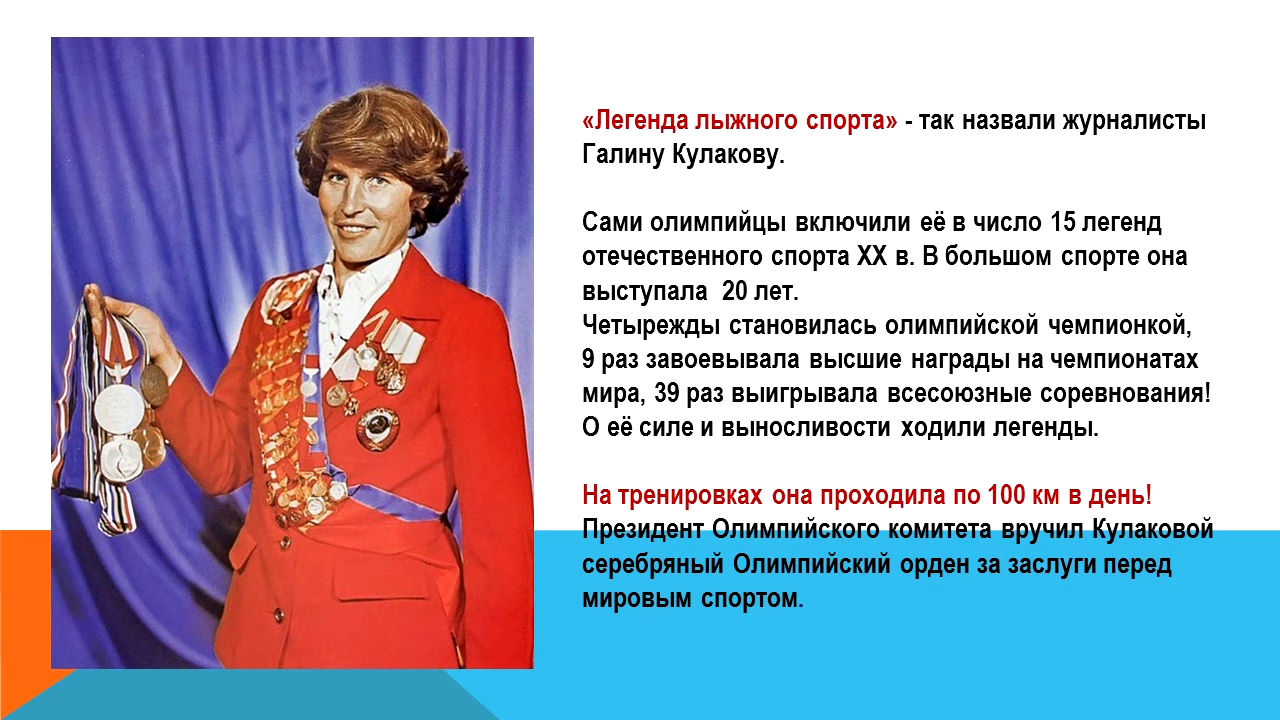 «Легенда лыжного спорта» - так назвали журналисты
Галину Кулакову.
Сами олимпийцы включили её в число 15 легенд
отечественного спорта XX в. В большом спорте она
выступала  20 лет.
Четырежды становилась олимпийской чемпионкой,
9 раз завоевывала высшие награды на чемпионатах
мира, 39 раз выигрывала всесоюзные соревнования!
О её силе и выносливости ходили легенды.
На тренировках она проходила по 100 км в день!
Президент Олимпийского комитета вручил Кулаковой
серебряный Олимпийский орден за заслуги перед
мировым спортом.